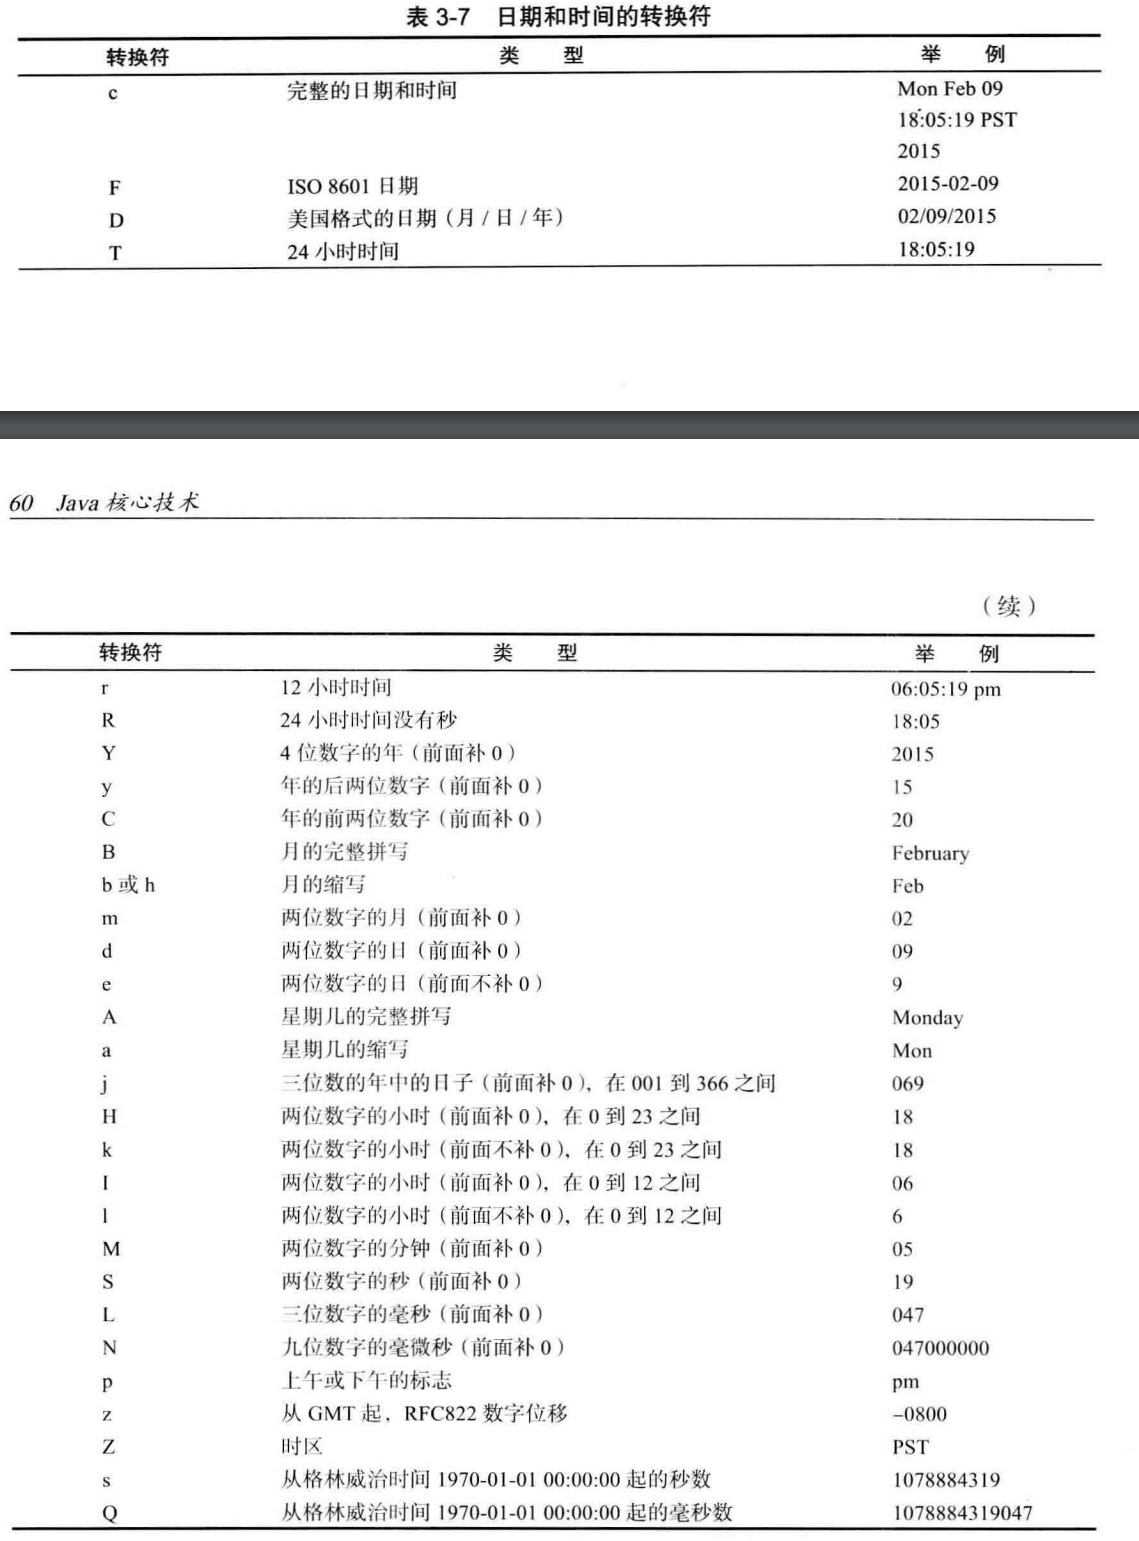 表 3-7 日期和时间的转换符
转换符 类 型 举 例
c 完整的日期和时间 Mon Feb 09
18:05:19 PST
2015
F ISO 8601 日期 2015-02-09
D 美国格式的日期（月 / 日 / 年） 02/09/2015
T 24 小时时间 18:05:19
60 Java 核心技术
（续）
转换符 类 型 举 例
r 12 小时时间 06:05:19 pm
R 24 小时时间没有秒 18:05
Y 4 位数字的年（前面补 0） 2015
y 年的后两位数字（前面补 0） 15
C 年的前两位数字（前面补 0） 20
B 月的完整拼写 February
b 或 h 月的缩写 Feb
m 两位数字的月（前面补 0） 02
d 两位数字的日（前面补 0） 09
e 两位数字的日（前面不补 0） 9
A 星期几的完整拼写 Monday
a 星期几的缩写 Mon
j 三位数的年中的日子（前面补 0），在 001 到 366 之间 069
H 两位数字的小时（前面补 0），在 0 到 23 之间 18
k 两位数字的小时（前面不补 0），在 0 到 23 之间 18
I 两位数字的小时（前面补 0），在 0 到 12 之间 06
l 两位数字的小时（前面不补 0），在 0 到 12 之间 6
M 两位数字的分钟（前面补 0） 05
S 两位数字的秒（前面补 0） 19
L 三位数字的毫秒（前面补 0） 047
N 九位数字的毫微秒（前面补 0） 047000000
p 上午或下午的标志 pm
z 从 GMT 起，RFC822 数字位移 -0800
Z 时区 PST
s 从格林威治时间 1970-01-01 00:00:00 起的秒数 1078884319
Q 从格林威治时间 1970-01-01 00:00:00 起的毫秒数 1078884319047